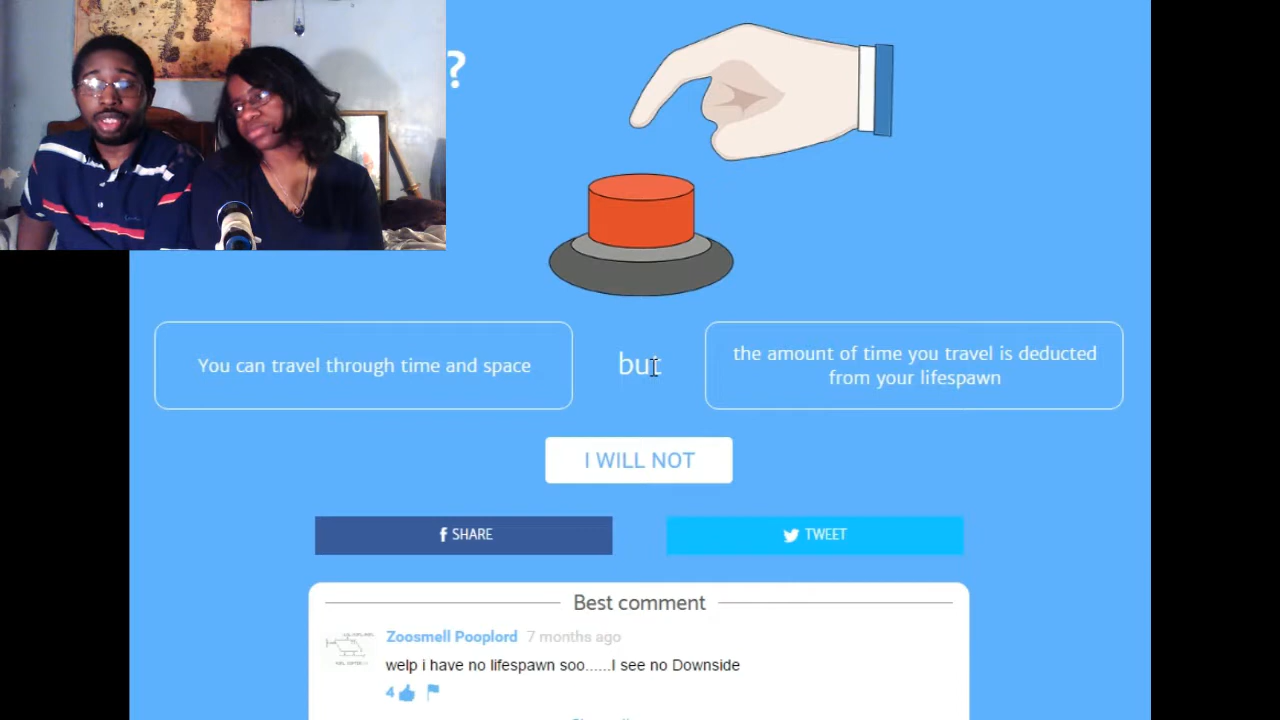 ?
You can travel through time and space
but
the amount of time you travel is deducted
from your lifespawn
I WILL NOT
f SHARE
TWEET
Best comment
Zoosmell Pooplord 7 months ago
welp i have no lifespawn soo......I see no Downside
4